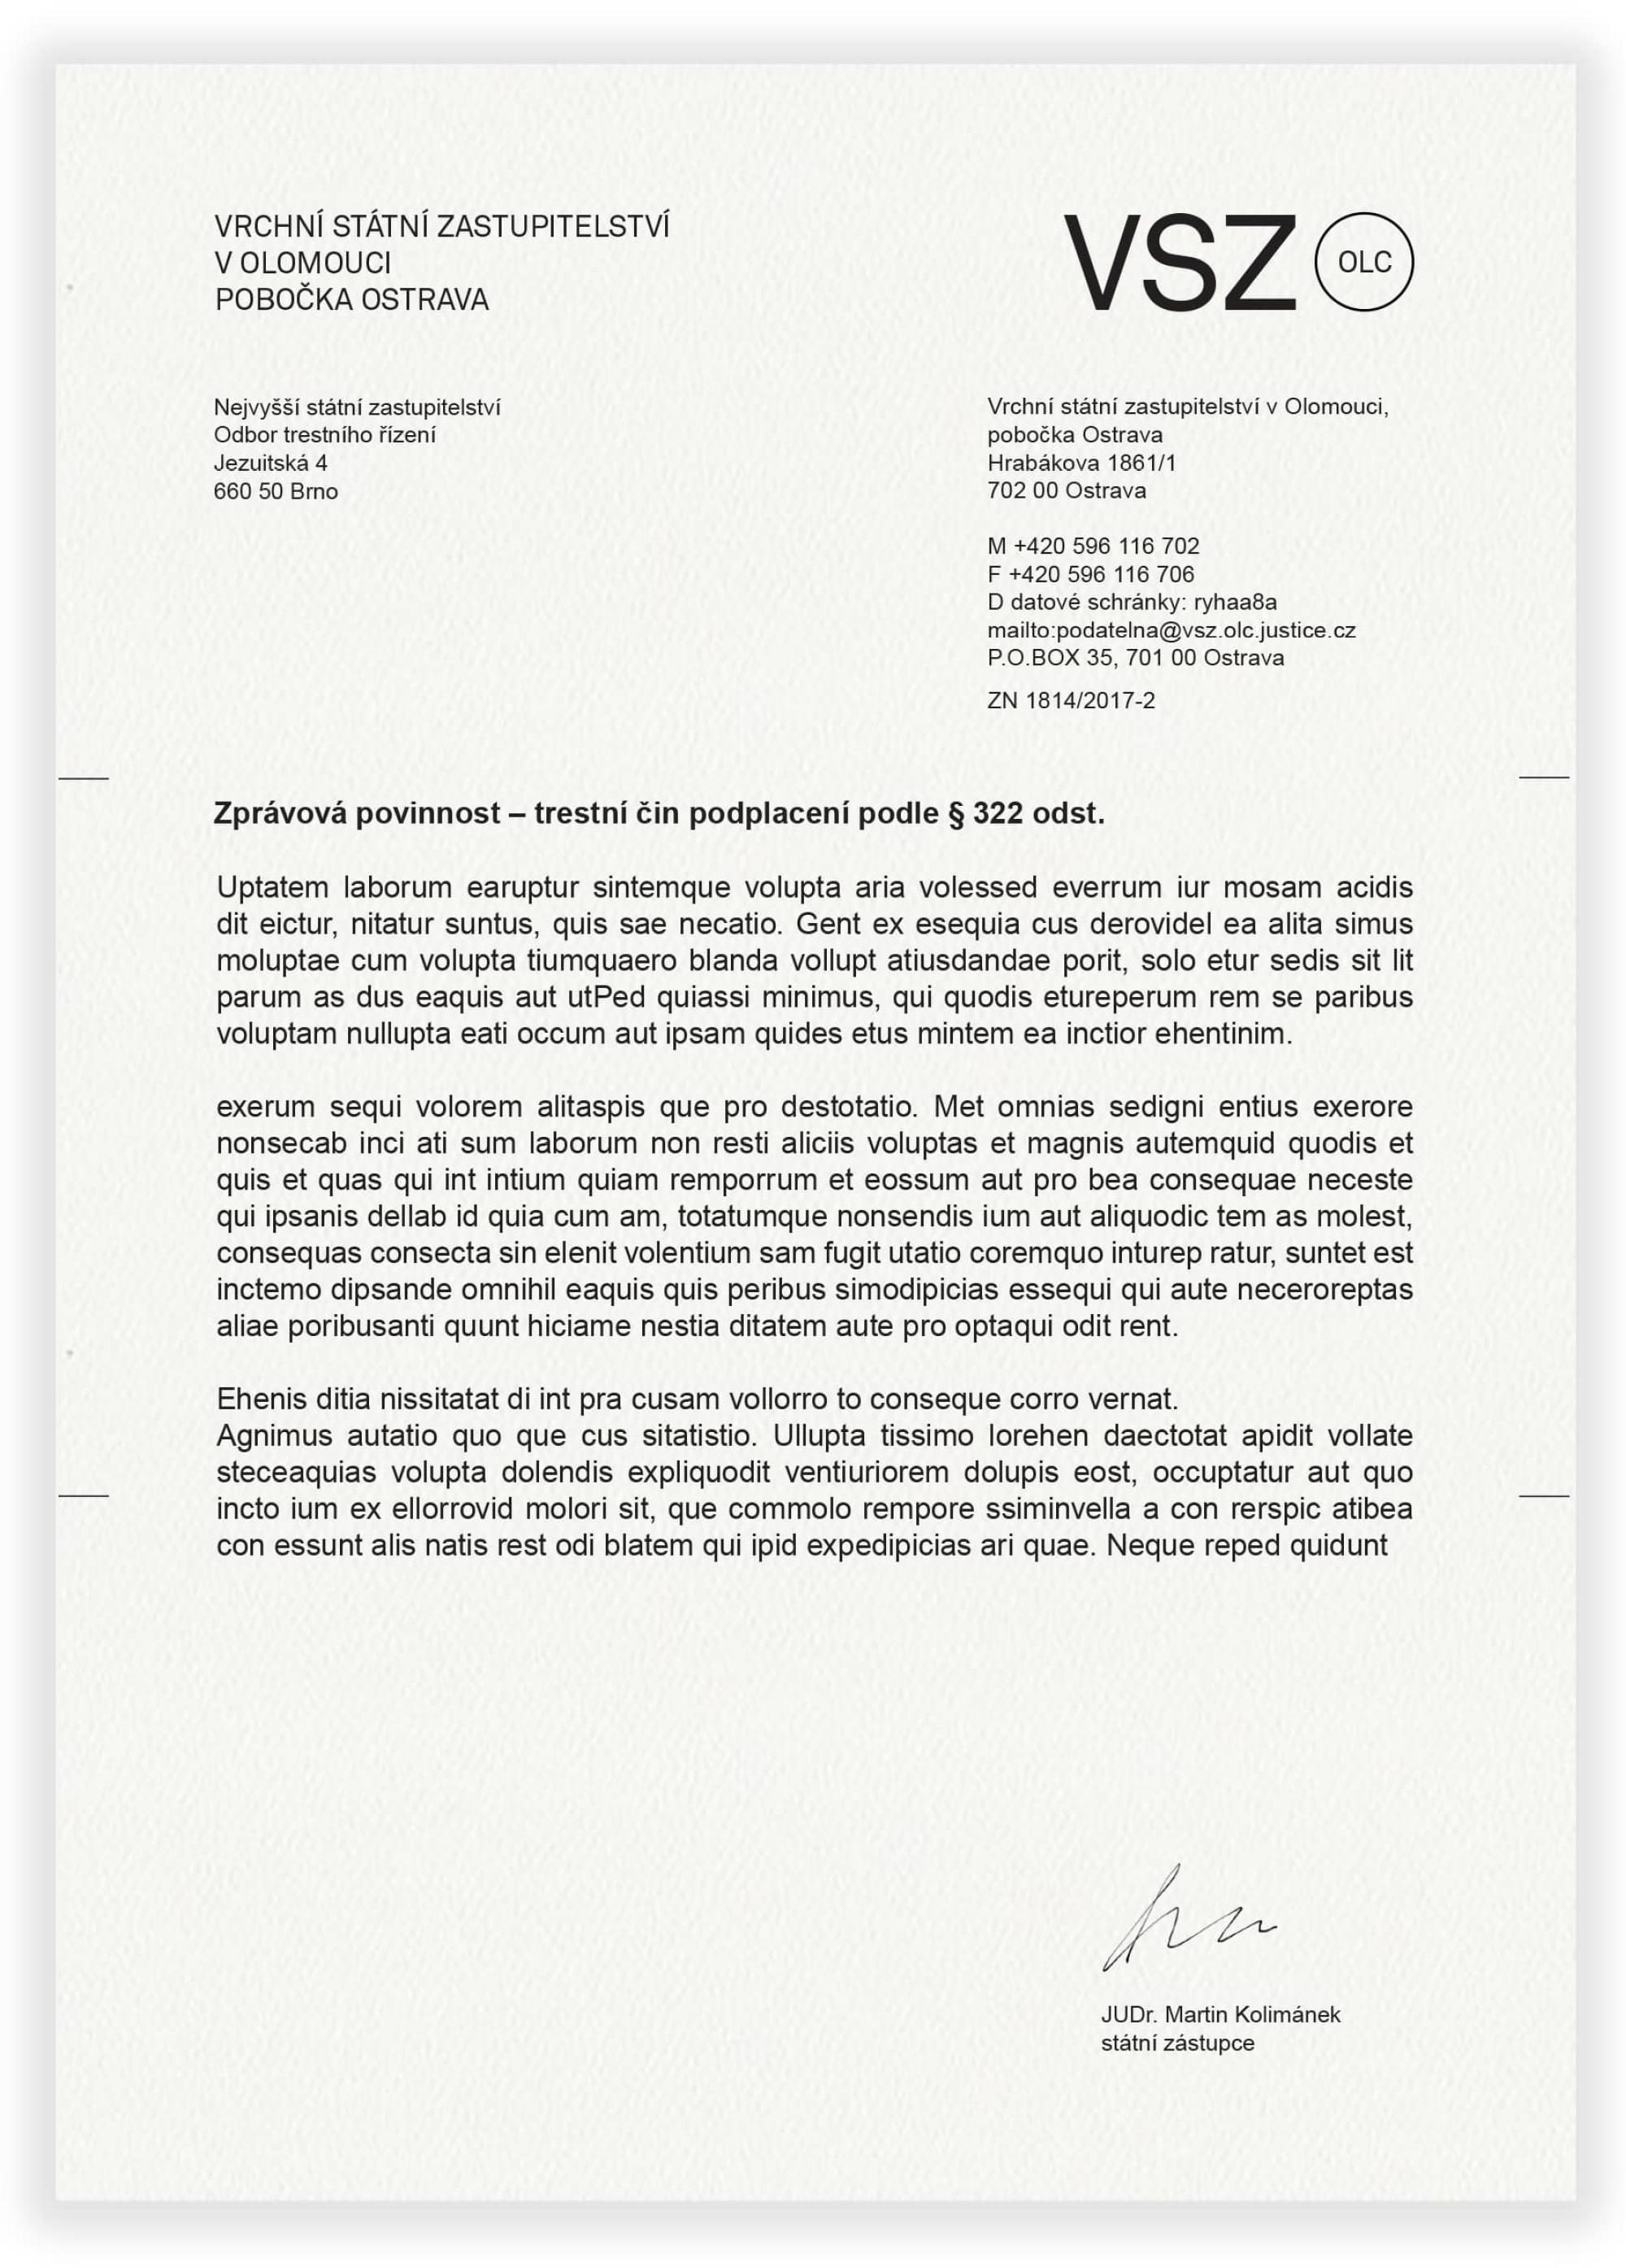 VRCHNÍ STÁTNÍ ZASTUPITELSTVÍ
V OLOMOUCI
POBOČKA OSTRAVA
VSZ OLC
Nejvyšší státní zastupitelství
Odbor trestního řízení
Jezuitská 4
660 50 Brno
Vrchní státní zastupitelství v Olomouci,
pobočka Ostrava
Hrabákova 1861/1
702 00 Ostrava
M +420 596 116 702
F +420 596 116 706
D datové schránky: ryhaa8a
mailto:podatelna@vsz.olc.justice.cz
P.O.BOX 35, 701 00 Ostrava
ZN 1814/2017-2
Zprávová povinnost – trestní čin podplacení podle § 322 odst.
Uptatem laborum earuptur sintemque volupta aria volessed everrum iur mosam acidis
dit eictur, nitatur suntus, quis sae necatio. Gent ex esequia cus derovidel ea alita simus
moluptae cum volupta tiumquaero blanda vollupt atiusdandae porit, solo etur sedis sit lit
parum as dus eaquis aut utPed quiassi minimus, qui quodis etureperum rem se paribus
voluptam nullupta eati occum aut ipsam quides etus mintem ea inctior ehentinim.
exerum sequi volorem alitaspis que pro destotatio. Met omnias sedigni entius exerore
nonsecab inci ati sum laborum non resti aliciis voluptas et magnis autemquid quodis et
quis et quas qui int intium quiam remporrum et eossum aut pro bea consequae neceste
qui ipsanis dellab id quia cum am, totatumque nonsendis ium aut aliquodic tem as molest,
consequas consecta sin elenit volentium sam fugit utatio coremquo inturep ratur, suntet est
inctemo dipsande omnihil eaquis quis peribus simodipicias essequi qui aute neceroreptas
aliae poribusanti quunt hiciame nestia ditatem aute pro optaqui odit rent.
Ehenis ditia nissitatat di int pra cusam vollorro to conseque corro vernat.
Agnimus autatio quo que cus sitatistio. Ullupta tissimo lorehen daectotat apidit vollate
steceaquias volupta dolendis expliquodit ventiuriorem dolupis eost, occuptatur aut quo
incto ium ex ellorrovid molori sit, que commolo rempore ssiminvella a con rerspic atibea
con essunt alis natis rest odi blatem qui ipid expedipicias ari quae. Neque reped quidunt
JUDr. Martin Kolimánek
státní zástupce